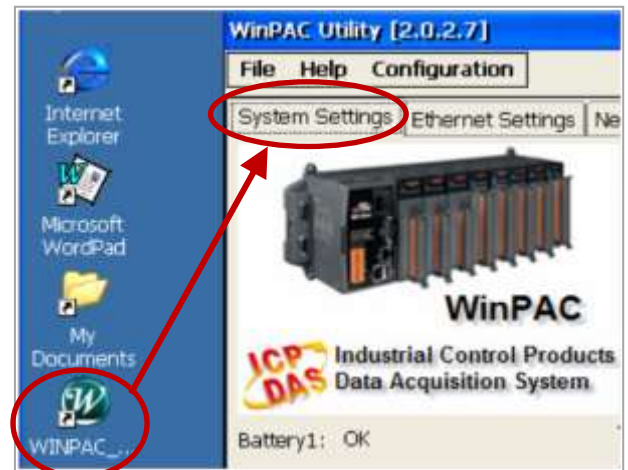 WinPAC Utility [2.0.2.7]
File Help Configuration
System Settings Ethernet Settings Ne
Internet
Explorer
Microsoft
WordPad
My
Documents
WINPAC_...
WinPAC
ICP DAS
Industrial Control Products
Data Acquisition System
Battery1: OK